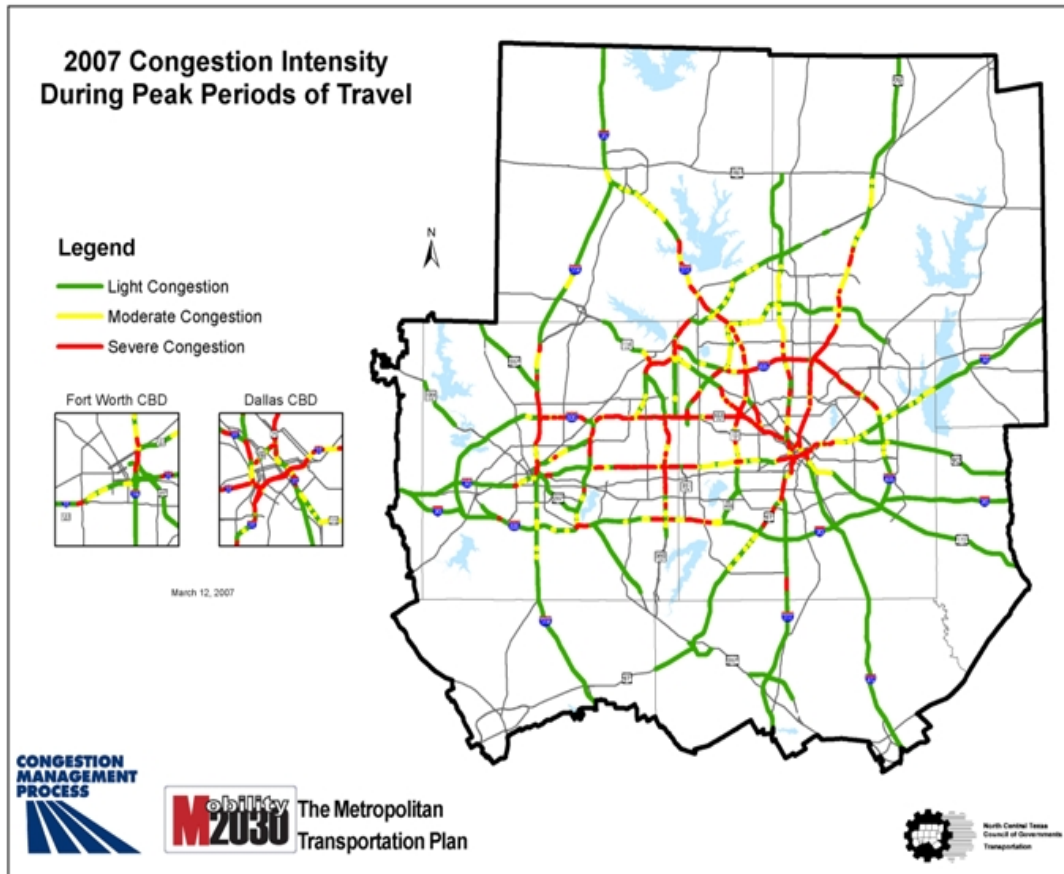 2007 Congestion Intensity
During Peak Periods of Travel
N
Legend
Light Congestion
Moderate Congestion
Severe Congestion
Fort Worth CBD
Dallas CBD
March 12, 2007
CONGESTION
MANAGEMENT
PROCESS
Mobility
2030
The Metropolitan
Transportation Plan
North Central Texas
Council of Governments
Transportation